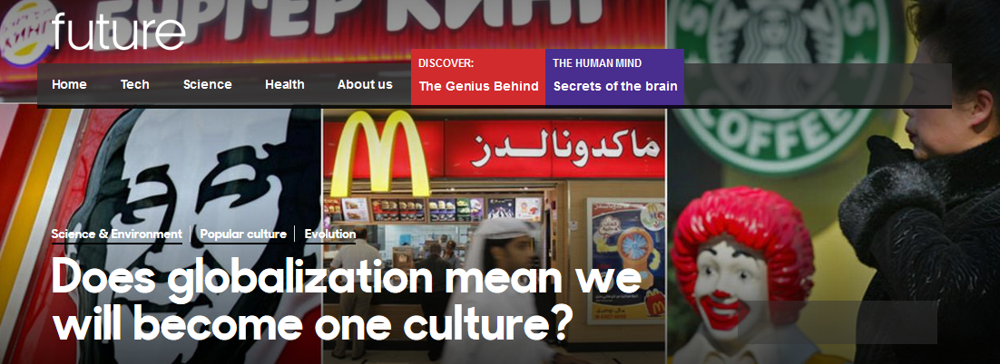 БУРГЕР КИНГ
КИНГ
future
DISCOVER:
THE HUMAN MIND
Home
Tech
Science
Health
About us
The Genius Behind
Secrets of the brain
COFFEE
ماكدونالدز
Science & Environment
Popular culture
Evolution
Does globalization mean we
will become one culture?